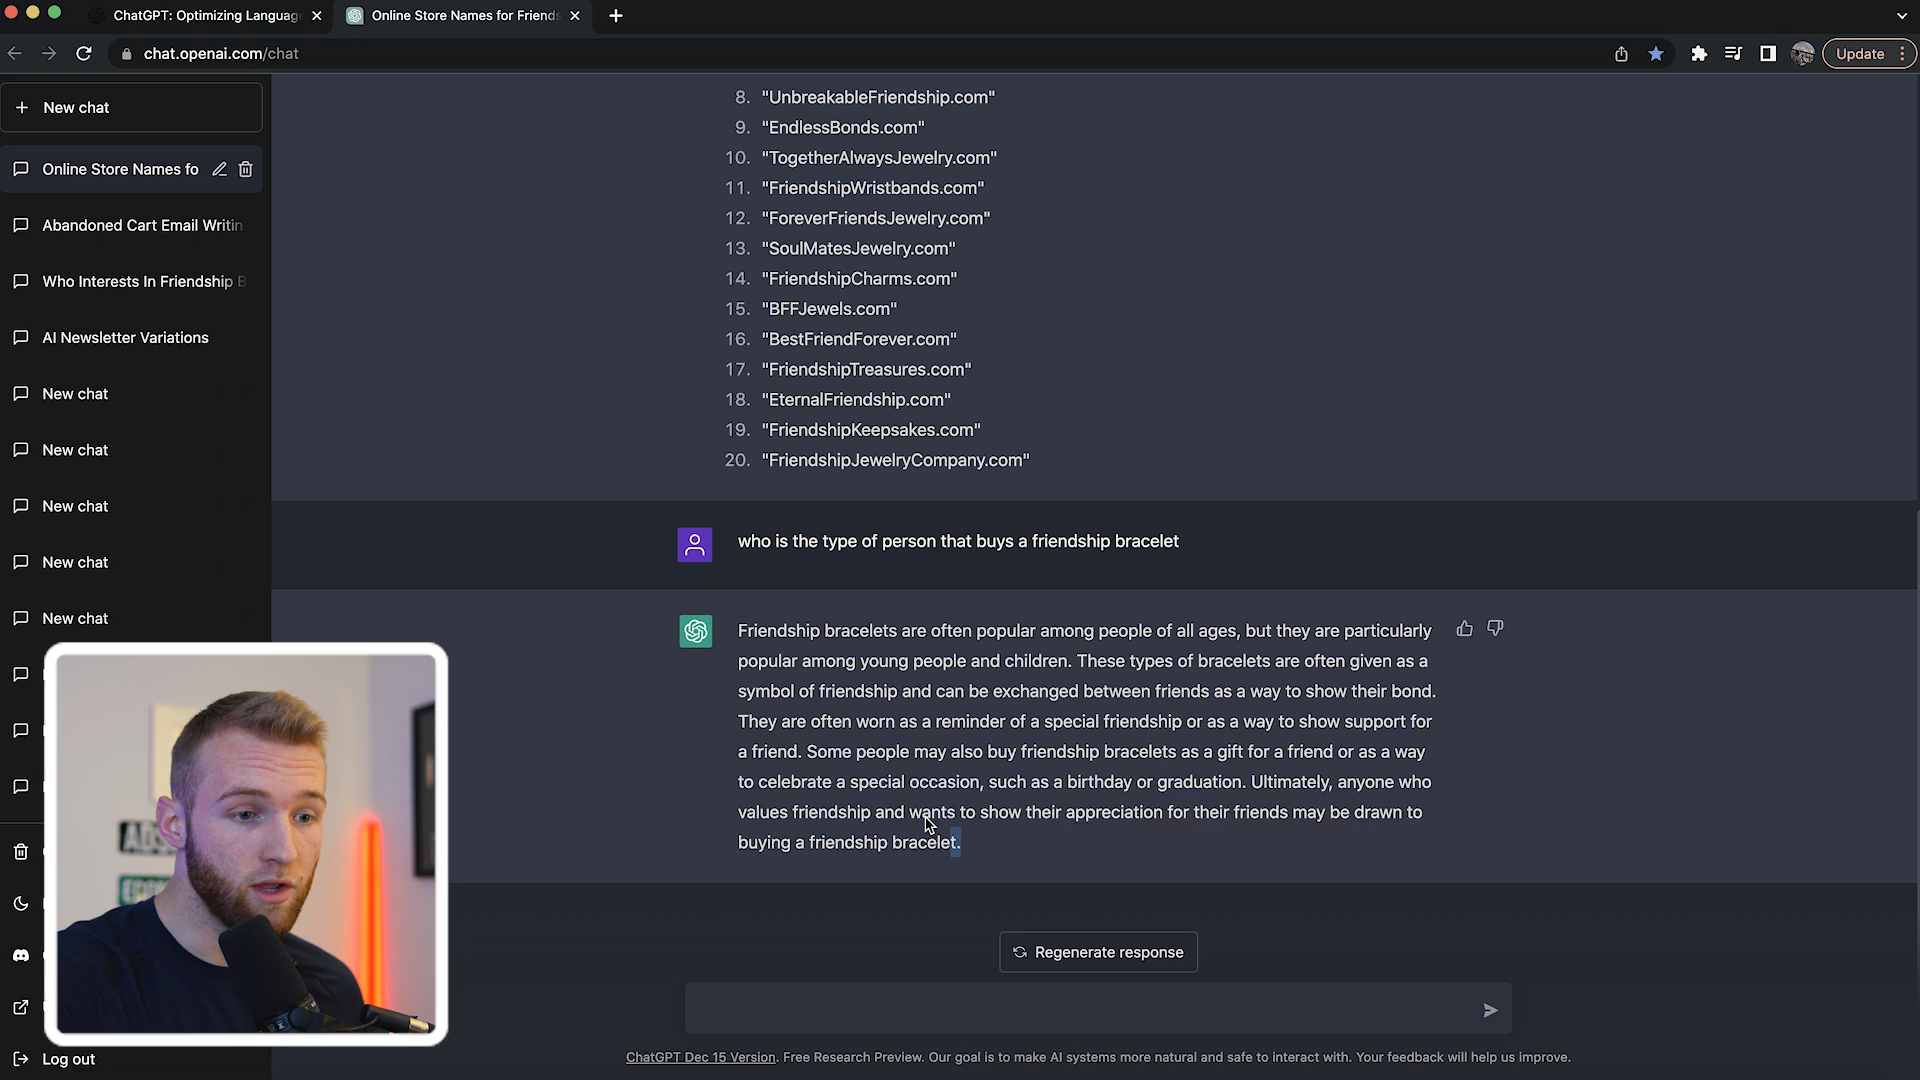 ChatGPT: Optimizing Languag
Online Store Names for Friends
chat.openai.com/chat
Update
New chat
Online Store Names fo
Abandoned Cart Email Writin
Who Interests In Friendship B
AI Newsletter Variations
New chat
New chat
New chat
New chat
New chat
Log out
8. "UnbreakableFriendship.com"
9. "EndlessBonds.com"
10. "TogetherAlwaysJewelry.com"
11. "FriendshipWristbands.com"
12. "ForeverFriendsJewelry.com"
13. "SoulMatesJewelry.com"
14. "FriendshipCharms.com"
15. "BFFJewels.com"
16. "BestFriendForever.com"
17. "FriendshipTreasures.com"
18. "EternalFriendship.com"
19. "FriendshipKeepsakes.com"
20. "FriendshipJewelryCompany.com"
who is the type of person that buys a friendship bracelet
Friendship bracelets are often popular among people of all ages, but they are particularly
popular among young people and children. These types of bracelets are often given as a
symbol of friendship and can be exchanged between friends as a way to show their bond.
They are often worn as a reminder of a special friendship or as a way to show support for
a friend. Some people may also buy friendship bracelets as a gift for a friend or as a way
to celebrate a special occasion, such as a birthday or graduation. Ultimately, anyone who
values friendship and wants to show their appreciation for their friends may be drawn to
buying a friendship bracelet.
Regenerate response
ChatGPT Dec 15 Version. Free Research Preview. Our goal is to make AI systems more natural and safe to interact with. Your feedback will help us improve.